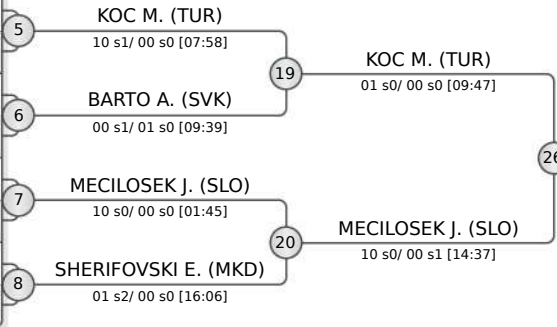 5
KOC M. (TUR)
10 s1/ 00 s0 [07:58]
19
KOC M. (TUR)
01 s0/ 00 s0 [09:47]
6
BARTO A. (SVK)
00 s1/ 01 s0 [09:39]
26
7
MECILOSEK J. (SLO)
10 s0/ 00 s0 [01:45]
20
MECILOSEK J. (SLO)
10 s0/ 00 s1 [14:37]
8
SHERIFOVSKI E. (MKD)
01 s2/ 00 s0 [16:06]